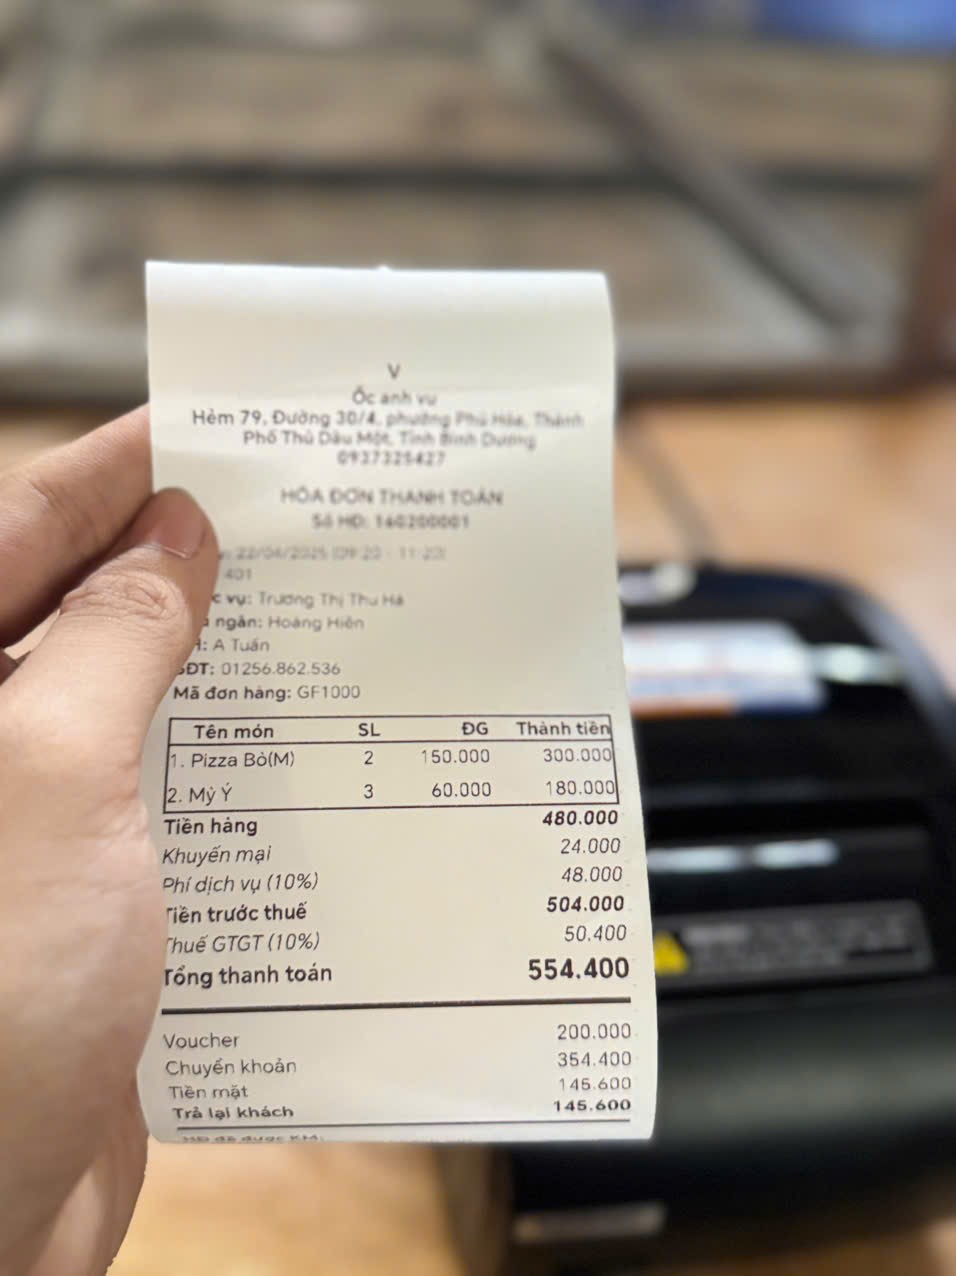 V
Ốc anh vu
Hẻm 79, Đường 30/4, phường Phú Hòa, Thành
Phố Thủ Dầu Một, Tỉnh Bình Dương
0937325427
HÓA ĐƠN THANH TOÁN
Số HĐ: 160200001
22/04/2025 (09:20 - 11:20)
401
c vụ: Trương Thị Thu Hà
ngân: Hoàng Hiên
H: A Tuấn
SĐT: 01256.862.536
Mã đơn hàng: GF1000
Tên món SL ĐG Thành tiền
1. Pizza Bò(M) 2 150.000 300.000
2. Mỳ Ý 3 60.000 180.000
Tiền hàng 480.000
Khuyến mại 24.000
Phí dịch vụ (10%) 48.000
Tiền trước thuế 504.000
Thuế GTGT (10%) 50.400
Tổng thanh toán 554.400
Voucher 200.000
Chuyển khoản 354.400
Tiền mặt 145.600
Trả lại khách 145.600